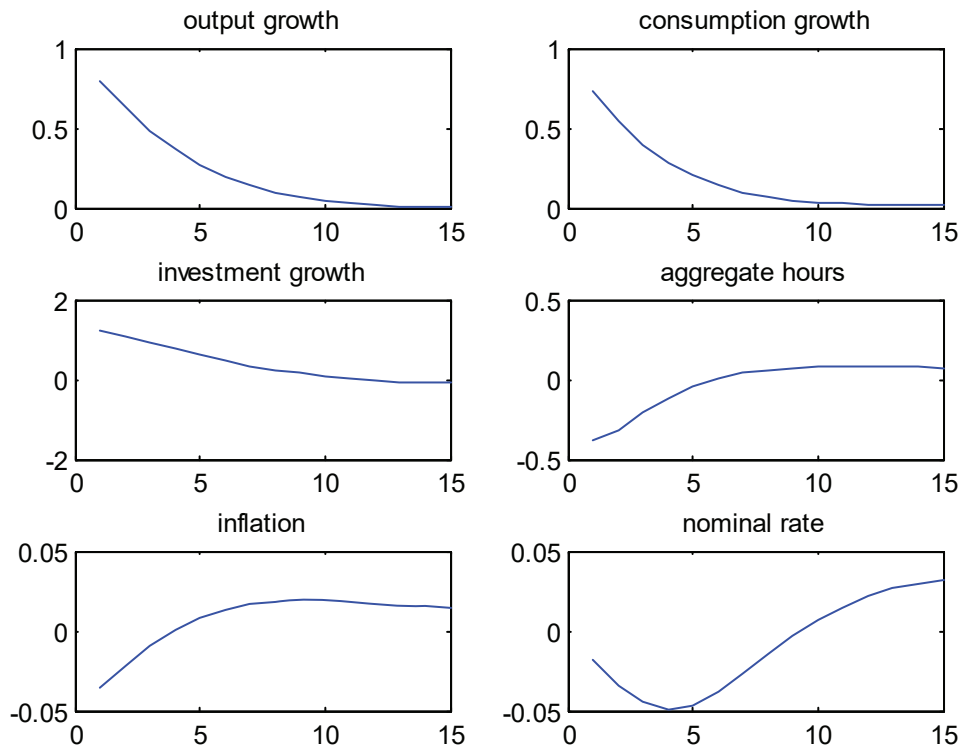 output growth
1
0.5
0
0 5 10 15
consumption growth
1
0.5
0
0 5 10 15
investment growth
2
0
-2
0 5 10 15
aggregate hours
0.5
0
-0.5
0 5 10 15
inflation
0.05
0
-0.05
0 5 10 15
nominal rate
0.05
0
-0.05
0 5 10 15